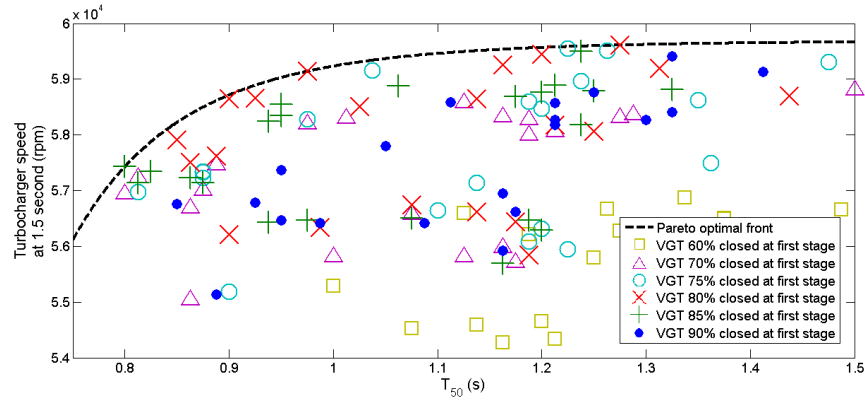 × 10⁴
6
5.9
5.8
5.7
5.6
5.5
5.4
Turbocharger speed
at 1.5 second (rpm)
0.8
0.9
1
1.1
1.2
1.3
1.4
1.5
T₅₀ (s)
Pareto optimal front
VGT 60% closed at first stage
VGT 70% closed at first stage
VGT 75% closed at first stage
VGT 80% closed at first stage
VGT 85% closed at first stage
VGT 90% closed at first stage